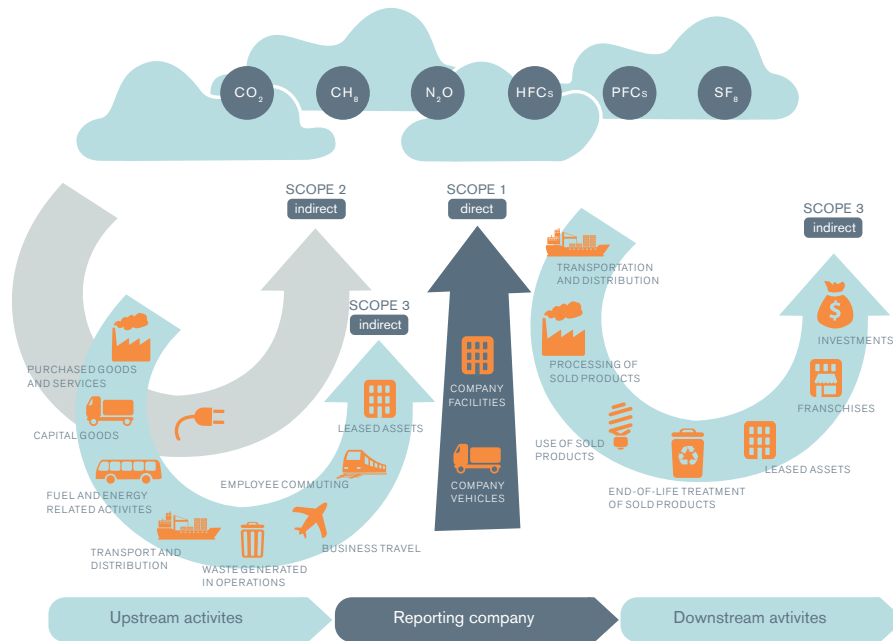 CO₂
CH₈
N₂O
HFCs
PFCs
SF₈
SCOPE 2
indirect
SCOPE 1
direct
SCOPE 3
indirect
SCOPE 3
indirect
PURCHASED GOODS
AND SERVICES
CAPITAL GOODS
FUEL AND ENERGY
RELATED ACTIVITES
TRANSPORT AND
DISTRIBUTION
WASTE GENERATED
IN OPERATIONS
BUSINESS TRAVEL
EMPLOYEE COMMUTING
LEASED ASSETS
COMPANY
FACILITIES
COMPANY
VEHICLES
TRANSPORTATION
AND DISTRIBUTION
PROCESSING OF
SOLD PRODUCTS
USE OF SOLD
PRODUCTS
END-OF-LIFE TREATMENT
OF SOLD PRODUCTS
LEASED ASSETS
FRANSCHISES
$
INVESTMENTS
Upstream activites
Reporting company
Downstream avtivites